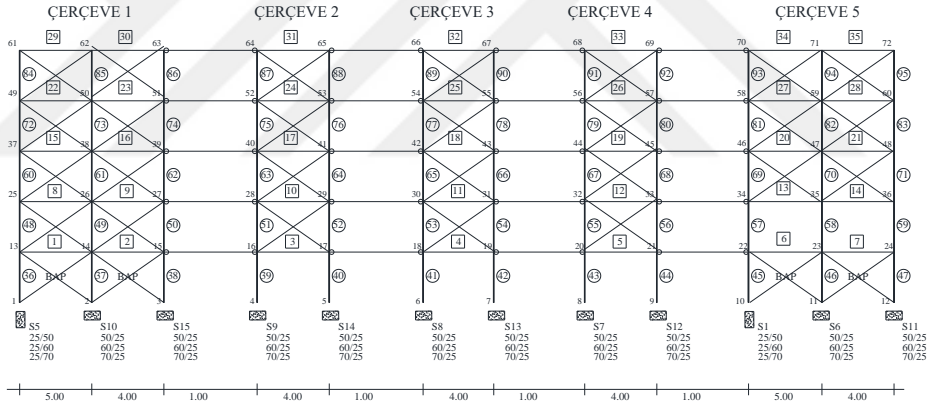 ÇERÇEVE 1 ÇERÇEVE 2 ÇERÇEVE 3 ÇERÇEVE 4 ÇERÇEVE 5
29 30 31 32 33 34 35
61 62 63 64 65 66 67 68 69 70 71 72
84 85 86 87 88 89 90 91 92 93 94 95
22 23 24 25 26 27 28
49 50 51 52 53 54 55 56 57 58 59 60
72 73 74 75 76 77 78 79 80 81 82 83
15 16 17 18 19 20 21
37 38 39 40 41 42 43 44 45 46 47 48
60 61 62 63 64 65 66 67 68 69 70 71
8 9 10 11 12 13 14
25 26 27 28 29 30 31 32 33 34 35 36
48 49 50 51 52 53 54 55 56 57 58 59
1 2 3 4 5 6 7
13 14 15 16 17 18 19 20 21 22 23 24
36 BAP 37 BAP 38 39 40 41 42 43 44 45 BAP 46 BAP 47
1 2 3 4 5 6 7 8 9 10 11 12
S5 S10 S15 S9 S14 S8 S13 S7 S12 S1 S6 S11
25/50 50/25 50/25 50/25 50/25 50/25 50/25 50/25 50/25 25/50 50/25 50/25
25/60 60/25 60/25 60/25 60/25 60/25 60/25 60/25 60/25 25/60 60/25 60/25
25/70 70/25 70/25 70/25 70/25 70/25 70/25 70/25 70/25 25/70 70/25 70/25
5.00 4.00 1.00 4.00 1.00 4.00 1.00 4.00 1.00 5.00 4.00